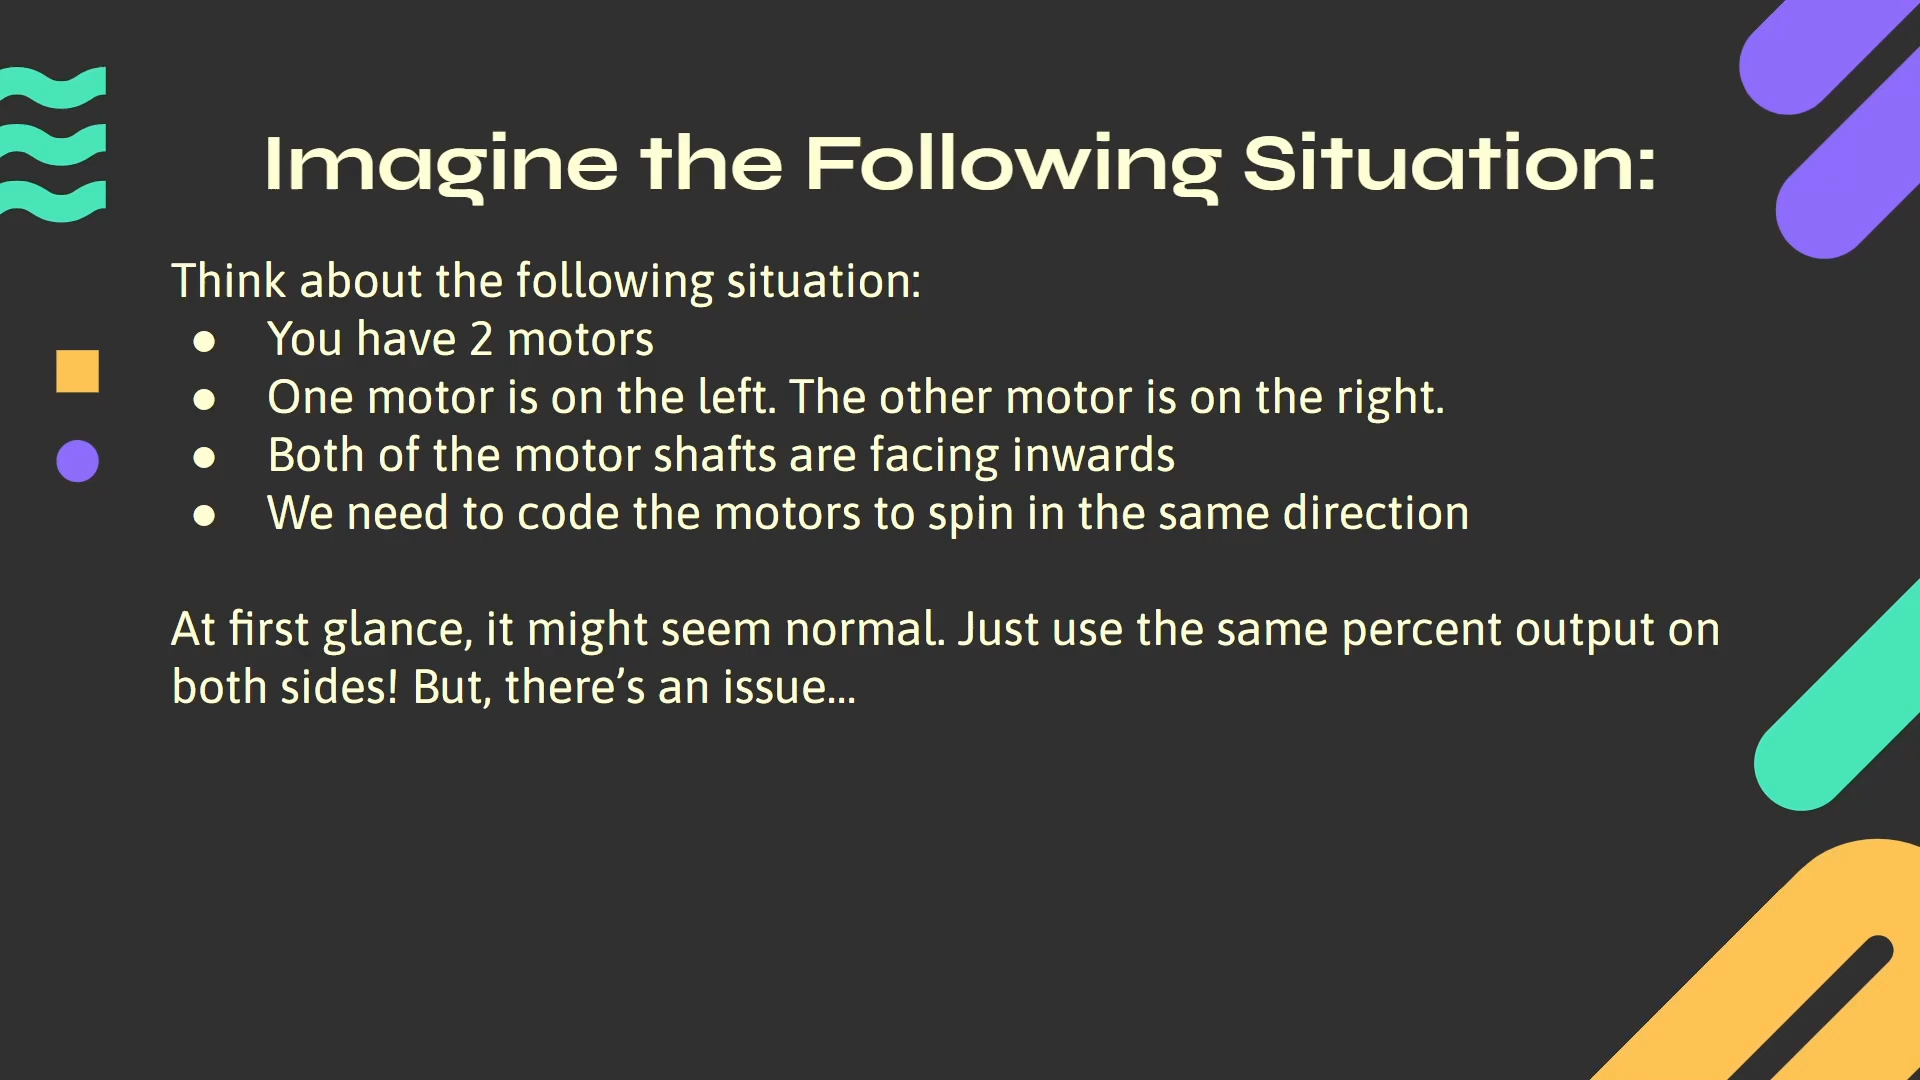 Imagine the Following Situation:
Think about the following situation:
● You have 2 motors
● One motor is on the left. The other motor is on the right.
● Both of the motor shafts are facing inwards
● We need to code the motors to spin in the same direction
At first glance, it might seem normal. Just use the same percent output on
both sides! But, there’s an issue...